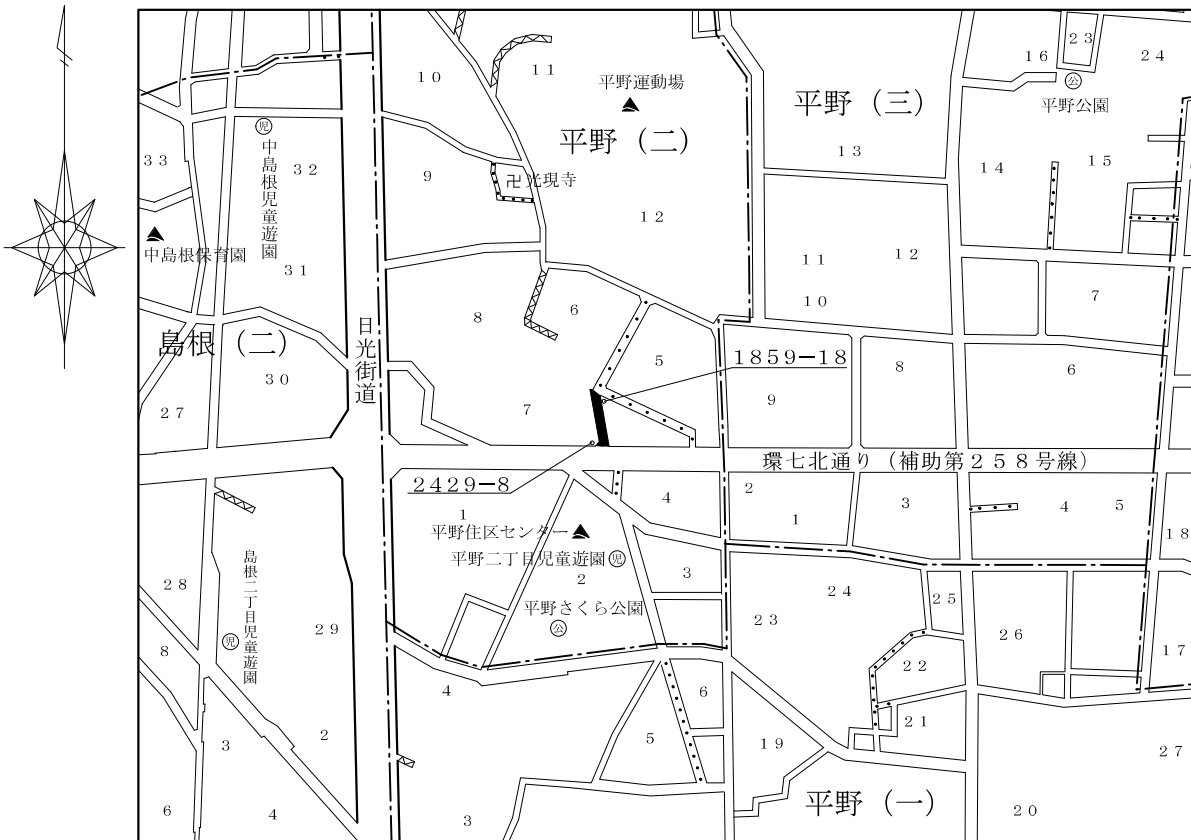 10
11
平野運動場
平野（二）
平野（三）
16
23
24
公
平野公園
33
児
中島根児童遊園
32
9
卍光現寺
12
13
14
15
中島根保育園
31
島根（二）
日光街道
8
6
11
10
12
7
30
5
1859-18
9
8
6
27
7
環七北通り（補助第258号線）
2429-8
1
4
2
1
3
4
5
18
平野住区センター
平野二丁目児童遊園
児
2
3
平野さくら公園
公
28
島根二丁目児童遊園
児
29
8
23
24
25
26
17
22
4
6
21
5
19
3
2
27
6
4
3
平野（一）
20